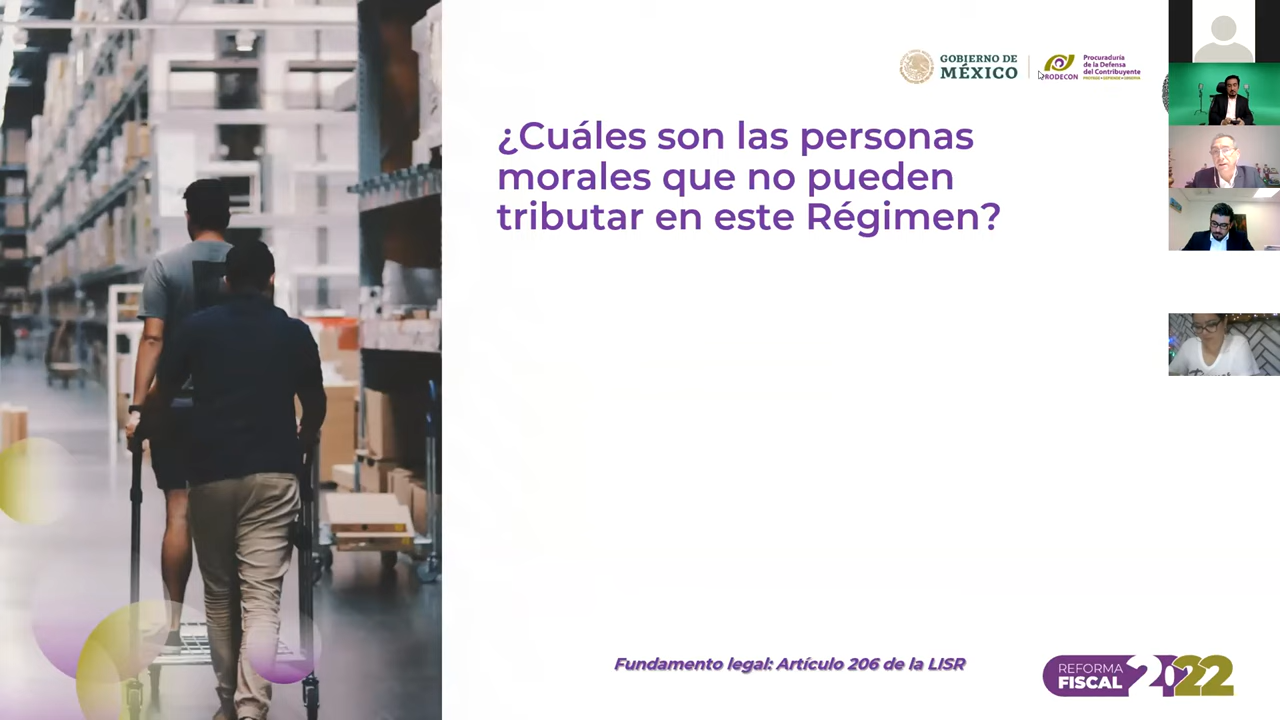 GOBIERNO DE
MÉXICO
PRODECON
Procuraduría
de la Defensa
del Contribuyente
¿Cuáles son las personas
morales que no pueden
tributar en este Régimen?
Fundamento legal: Artículo 206 de la LISR
REFORMA
FISCAL
2022